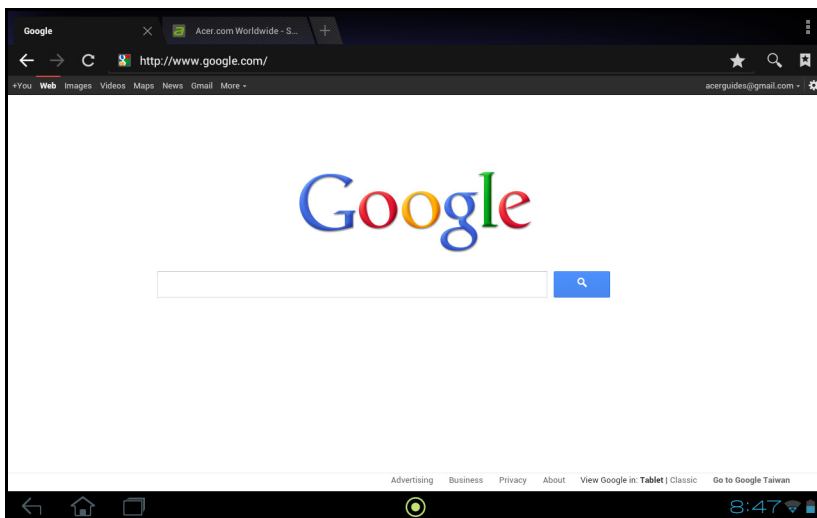 Google Acer.com Worldwide - S...
http://www.google.com/
+You Web Images Videos Maps News Gmail More acerguides@gmail.com
Google
Advertising Business Privacy About View Google in: Tablet | Classic Go to Google Taiwan
8:47